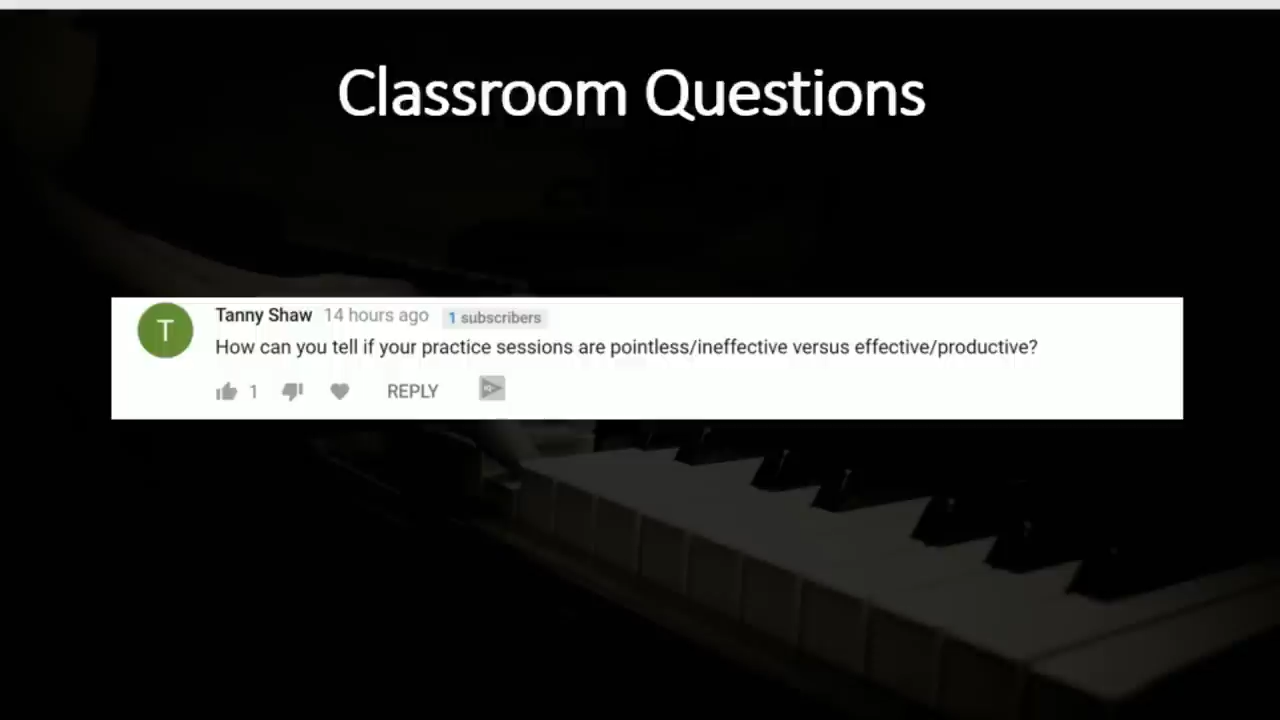 Classroom Questions
T
Tanny Shaw 14 hours ago 1 subscribers
How can you tell if your practice sessions are pointless/ineffective versus effective/productive?
1 REPLY